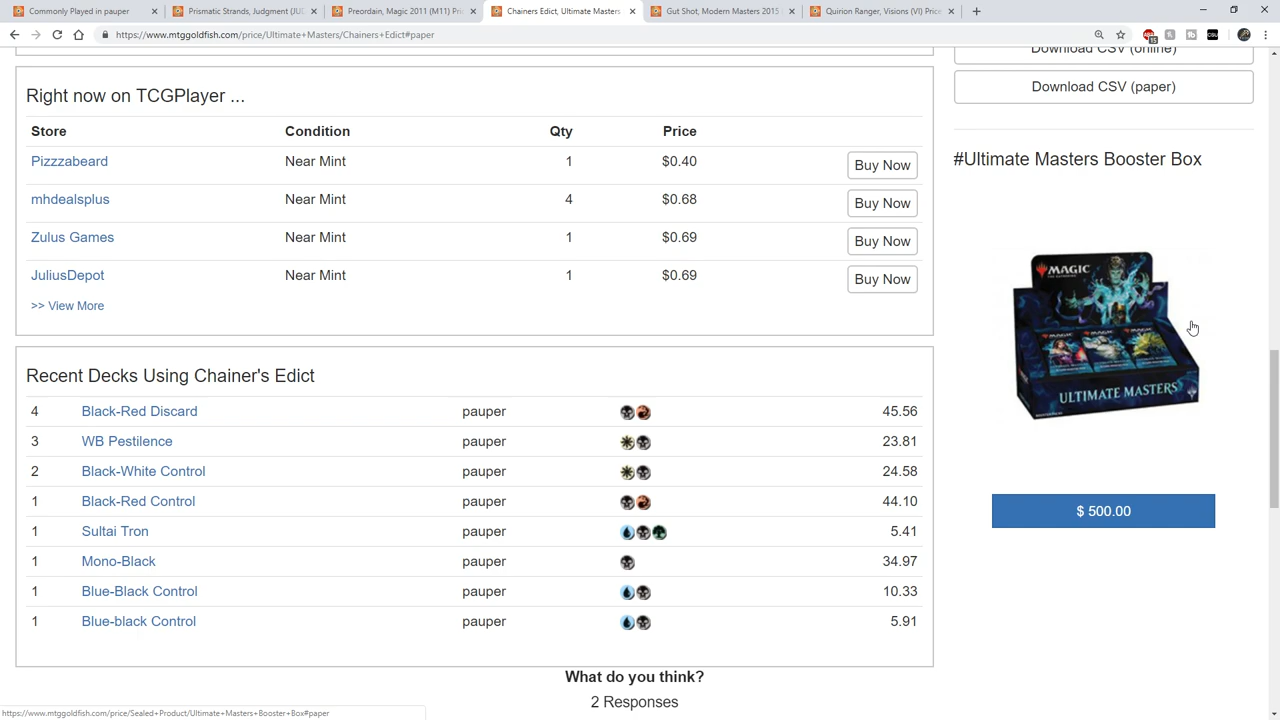 Commonly Played in pauper
Prismatic Strands, Judgment (JUD
Preordain, Magic 2011 (M11) Pri
Chainers Edict, Ultimate Masters
Gut Shot, Modern Masters 2015
Quirion Ranger, Visions (VI) Price
https://www.mtggoldfish.com/price/Ultimate+Masters/Chainers+Edict#paper
15
CSU
Download CSV (online)
Download CSV (paper)
Right now on TCGPlayer ...
Store Condition Qty Price
Pizzzabeard Near Mint 1 $0.40 Buy Now
mhdealsplus Near Mint 4 $0.68 Buy Now
Zulus Games Near Mint 1 $0.69 Buy Now
JuliusDepot Near Mint 1 $0.69 Buy Now
>> View More
#Ultimate Masters Booster Box
MAGIC
ULTIMATE MASTERS
$ 500.00
Recent Decks Using Chainer's Edict
4 Black-Red Discard pauper 45.56
3 WB Pestilence pauper 23.81
2 Black-White Control pauper 24.58
1 Black-Red Control pauper 44.10
1 Sultai Tron pauper 5.41
1 Mono-Black pauper 34.97
1 Blue-Black Control pauper 10.33
1 Blue-black Control pauper 5.91
What do you think?
2 Responses
https://www.mtggoldfish.com/price/Sealed+Product/Ultimate+Masters+Booster+Box#paper